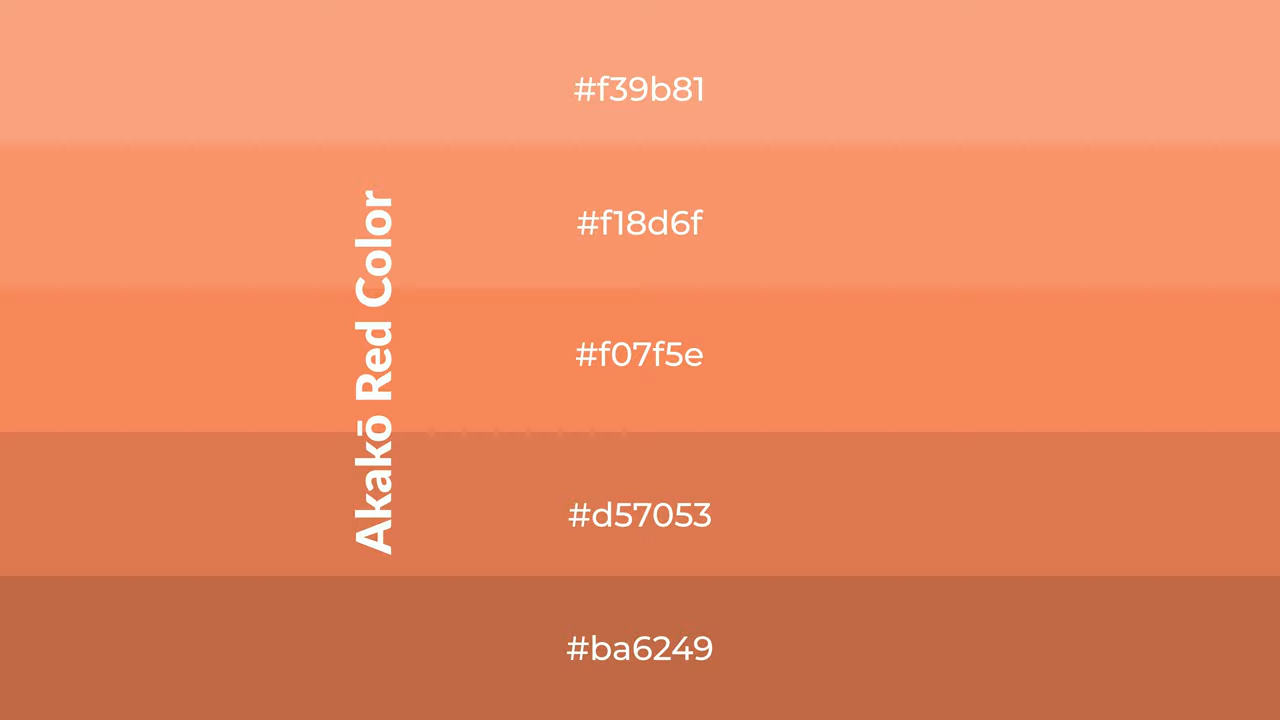 Akakō Red Color
#f39b81
#f18d6f
#f07f5e
#d57053
#ba6249